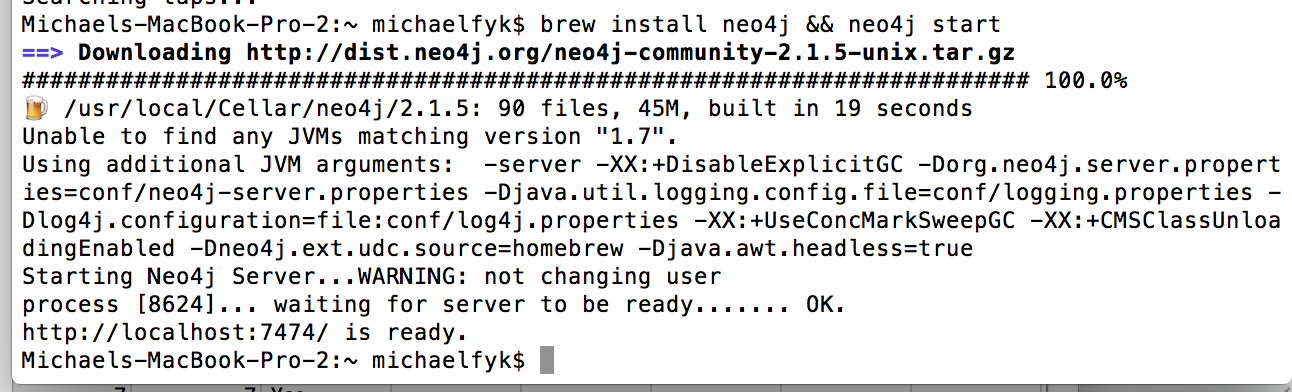 Searching taps...
Michaels-MacBook-Pro-2:~ michaelfyk$ brew install neo4j && neo4j start
==> Downloading http://dist.neo4j.org/neo4j-community-2.1.5-unix.tar.gz
######################################################################## 100.0%
🍺 /usr/local/Cellar/neo4j/2.1.5: 90 files, 45M, built in 19 seconds
Unable to find any JVMs matching version "1.7".
Using additional JVM arguments:  -server -XX:+DisableExplicitGC -Dorg.neo4j.server.propert
ies=conf/neo4j-server.properties -Djava.util.logging.config.file=conf/logging.properties -
Dlog4j.configuration=file:conf/log4j.properties -XX:+UseConcMarkSweepGC -XX:+CMSClassUnloa
dingEnabled -Dneo4j.ext.udc.source=homebrew -Djava.awt.headless=true
Starting Neo4j Server...WARNING: not changing user
process [8624]... waiting for server to be ready....... OK.
http://localhost:7474/ is ready.
Michaels-MacBook-Pro-2:~ michaelfyk$